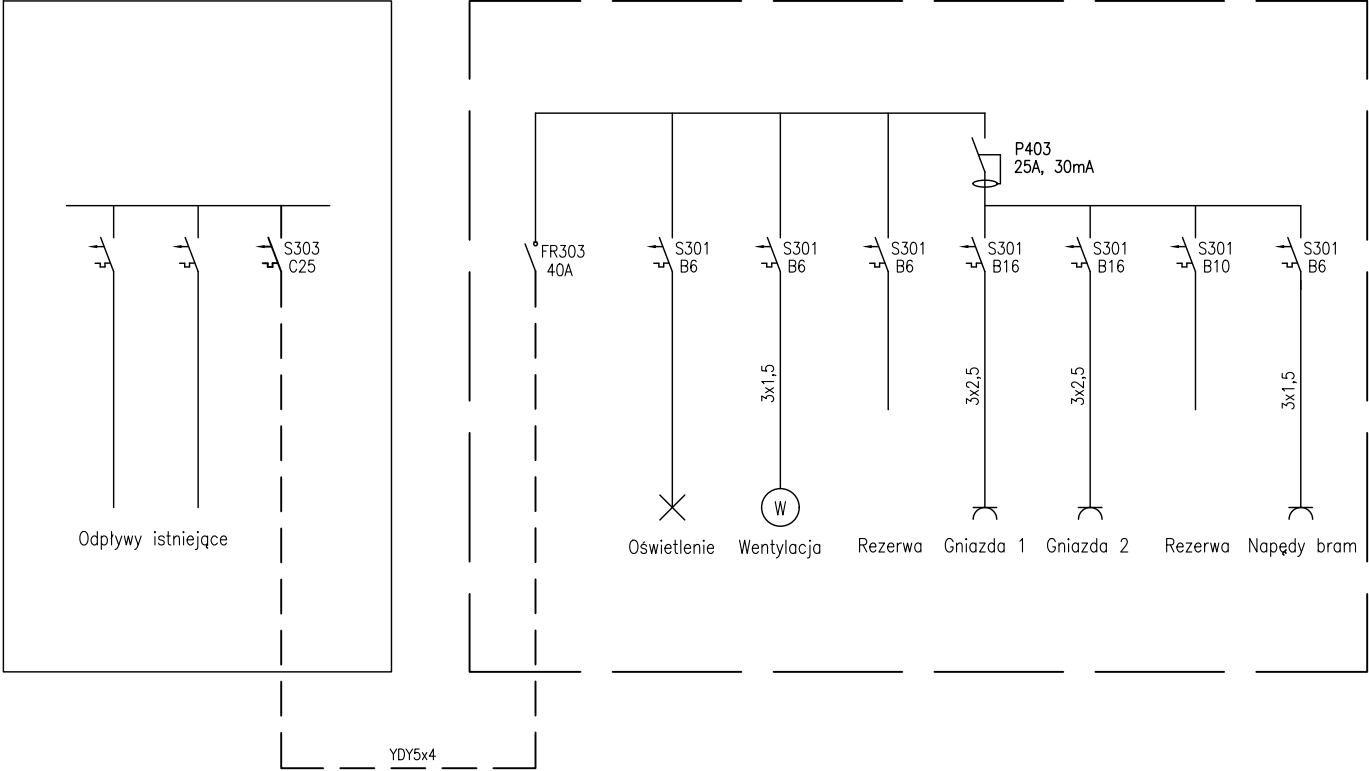 P403
25A, 30mA
S303
C25
FR303
40A
S301
B6
S301
B6
S301
B6
S301
B16
S301
B16
S301
B10
S301
B6
3x1,5
3x2,5
3x2,5
3x1,5
W
Odpływy istniejące
Oświetlenie
Wentylacja
Rezerwa
Gniazda 1
Gniazda 2
Rezerwa
Napędy bram
YDY5x4